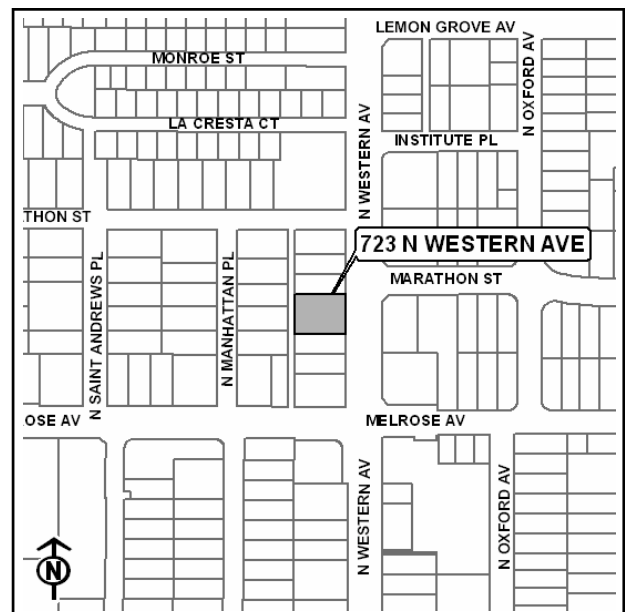 LEMON GROVE AV
MONROE ST
N OXFORD AV
LA CRESTA CT
N WESTERN AV
INSTITUTE PL
THON ST
723 N WESTERN AVE
MARATHON ST
N SAINT ANDREWS PL
N MANHATTAN PL
OSE AV
MELROSE AV
N WESTERN AV
N OXFORD AV
N